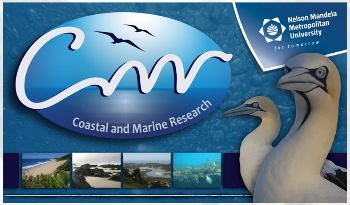 Nelson Mandela
Metropolitan
University
for tomorrow
CMR
Coastal and Marine Research